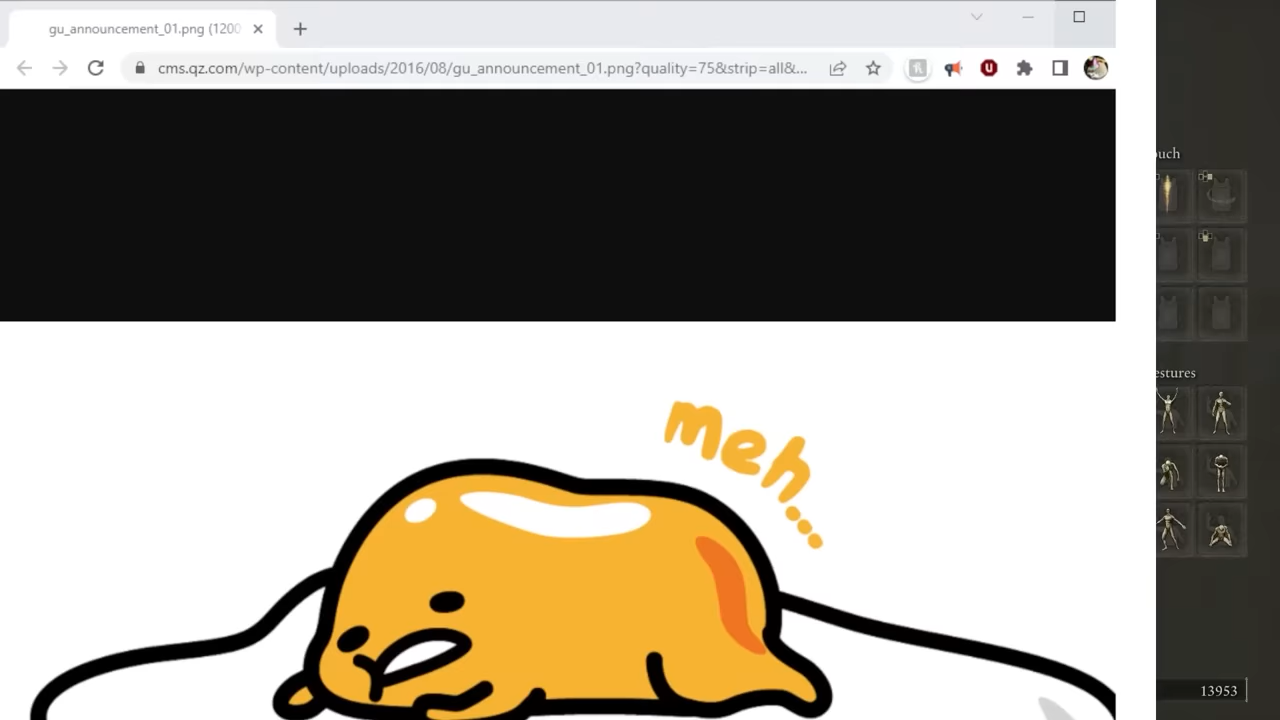 gu_announcement_01.png (1200
cms.qz.com/wp-content/uploads/2016/08/gu_announcement_01.png?quality=75&strip=all&...
ouch
meh...
estures
13953